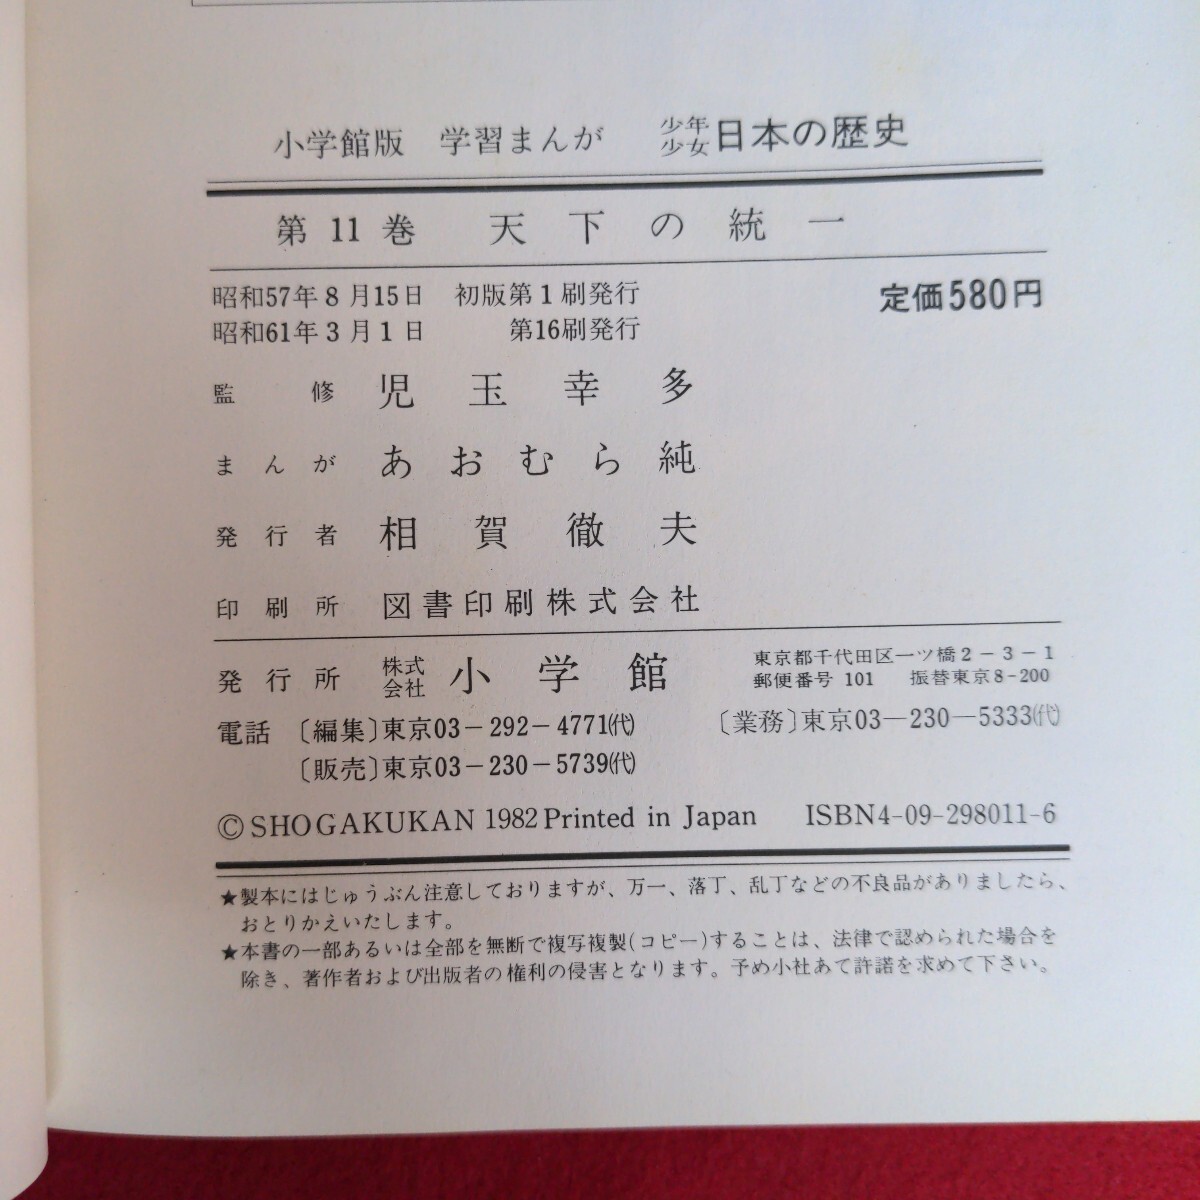 小学館版 学習まんが 少年少女日本の歴史
第11巻 天下の統一
昭和57年8月15日 初版第1刷発行 定価580円
昭和61年3月1日 第16刷発行
監修 児玉幸多
まんが あおむら純
発行者 相賀徹夫
印刷所 図書印刷株式会社
発行所 株式会社 小学館 東京都千代田区一ツ橋2-3-1
郵便番号 101 振替東京8-200
電話 〔編集〕東京03-292-4771(代) 〔業務〕東京03-230-5333(代)
〔販売〕東京03-230-5739(代)
©SHOGAKUKAN 1982 Printed in Japan ISBN4-09-298011-6
★製本にはじゅうぶん注意しておりますが、万一、落丁、乱丁などの不良品がありましたら、
おとりかえいたします。
★本書の一部あるいは全部を無断で複写複製(コピー)することは、法律で認められた場合を
除き、著作者および出版者の権利の侵害となります。予め小社あて許諾を求めて下さい。